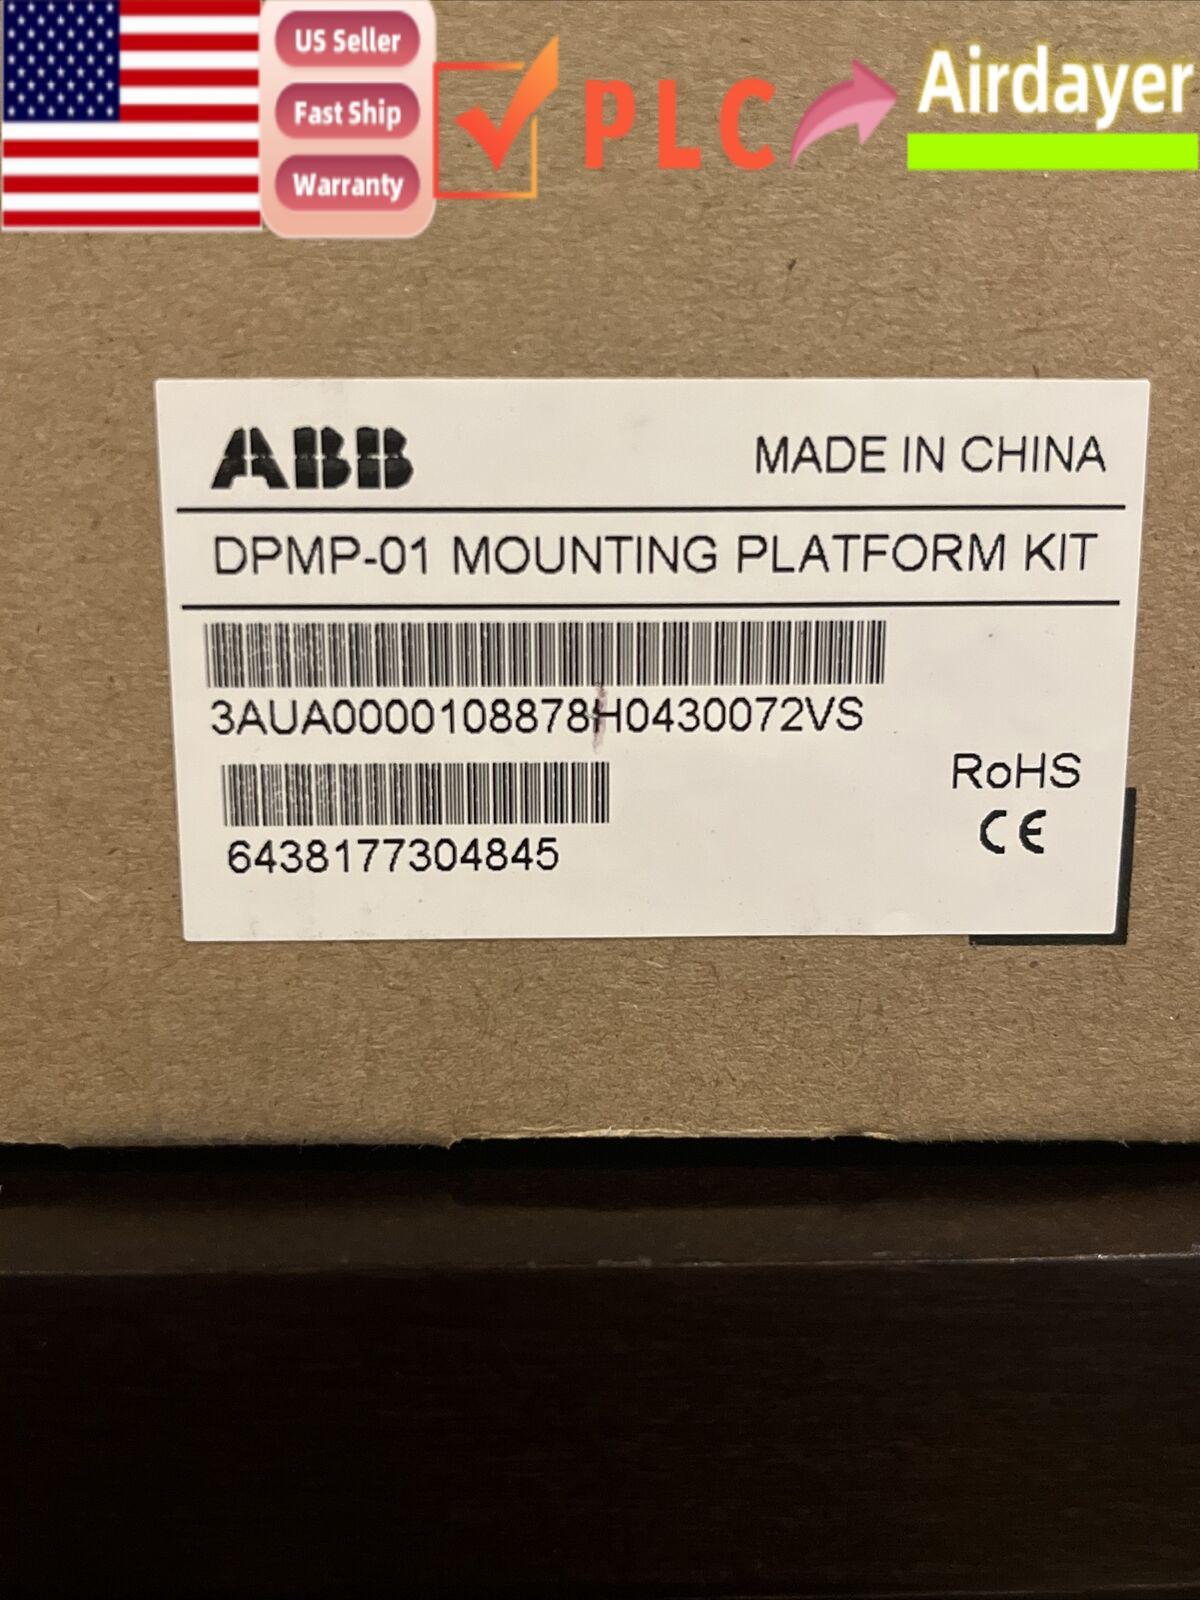 US Seller
Fast Ship
Warranty
PLC
Airdayer
ABB
MADE IN CHINA
DPMP-01 MOUNTING PLATFORM KIT
3AUA0000108878H0430072VS
6438177304845
RoHS
CE